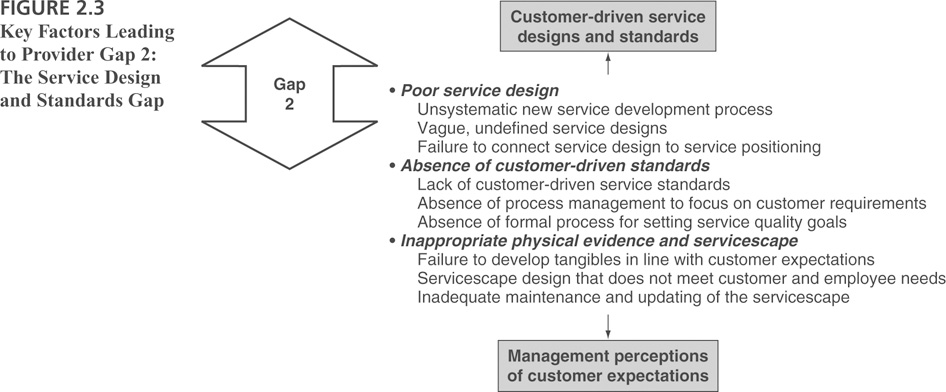 FIGURE 2.3
Key Factors Leading
to Provider Gap 2:
The Service Design
and Standards Gap
Gap
2
Customer-driven service
designs and standards
• Poor service design
Unsystematic new service development process
Vague, undefined service designs
Failure to connect service design to service positioning
• Absence of customer-driven standards
Lack of customer-driven service standards
Absence of process management to focus on customer requirements
Absence of formal process for setting service quality goals
• Inappropriate physical evidence and servicescape
Failure to develop tangibles in line with customer expectations
Servicescape design that does not meet customer and employee needs
Inadequate maintenance and updating of the servicescape
Management perceptions
of customer expectations